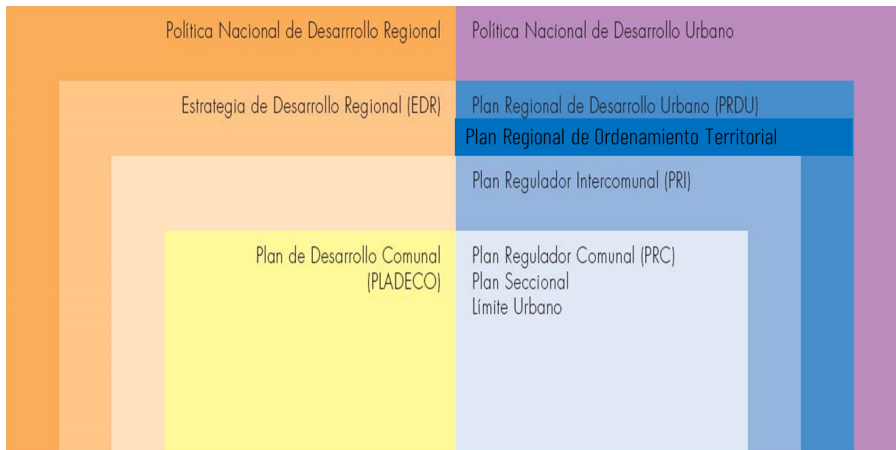 Política Nacional de Desarrrollo Regional
Política Nacional de Desarrollo Urbano
Estrategia de Desarrollo Regional (EDR)
Plan Regional de Desarrollo Urbano (PRDU)
Plan Regional de Ordenamiento Territorial
Plan Regulador Intercomunal (PRI)
Plan de Desarrollo Comunal
(PLADECO)
Plan Regulador Comunal (PRC)
Plan Seccional
Límite Urbano